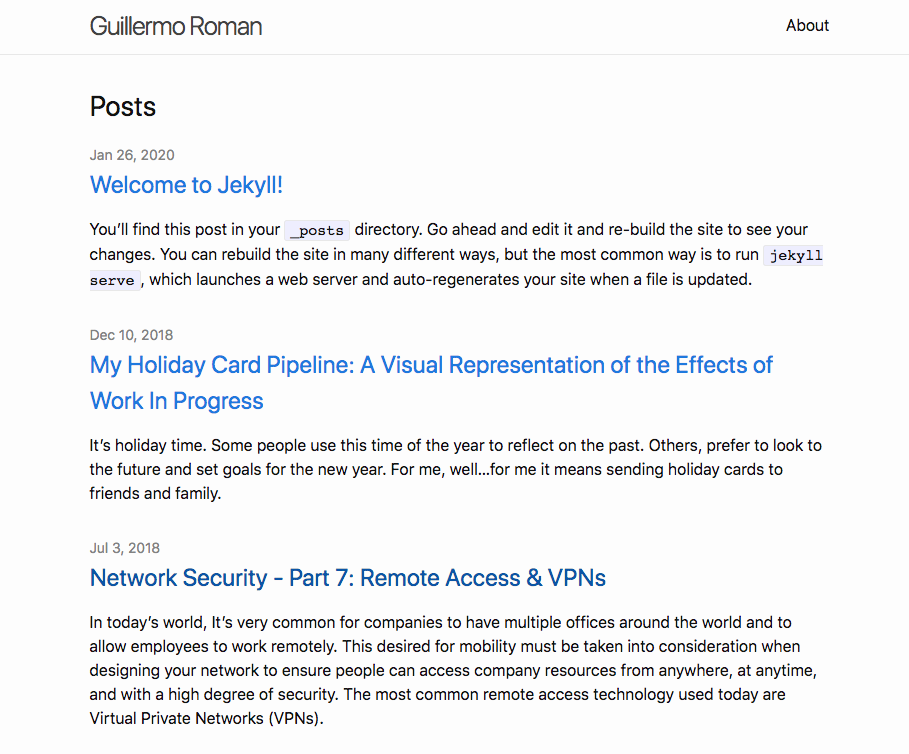 Guillermo Roman
About
Posts
Jan 26, 2020
Welcome to Jekyll!
You’ll find this post in your _posts directory. Go ahead and edit it and re-build the site to see your
changes. You can rebuild the site in many different ways, but the most common way is to run jekyll
serve, which launches a web server and auto-regenerates your site when a file is updated.
Dec 10, 2018
My Holiday Card Pipeline: A Visual Representation of the Effects of
Work In Progress
It’s holiday time. Some people use this time of the year to reflect on the past. Others, prefer to look to
the future and set goals for the new year. For me, well…for me it means sending holiday cards to
friends and family.
Jul 3, 2018
Network Security - Part 7: Remote Access & VPNs
In today’s world, It’s very common for companies to have multiple offices around the world and to
allow employees to work remotely. This desired for mobility must be taken into consideration when
designing your network to ensure people can access company resources from anywhere, at anytime,
and with a high degree of security. The most common remote access technology used today are
Virtual Private Networks (VPNs).